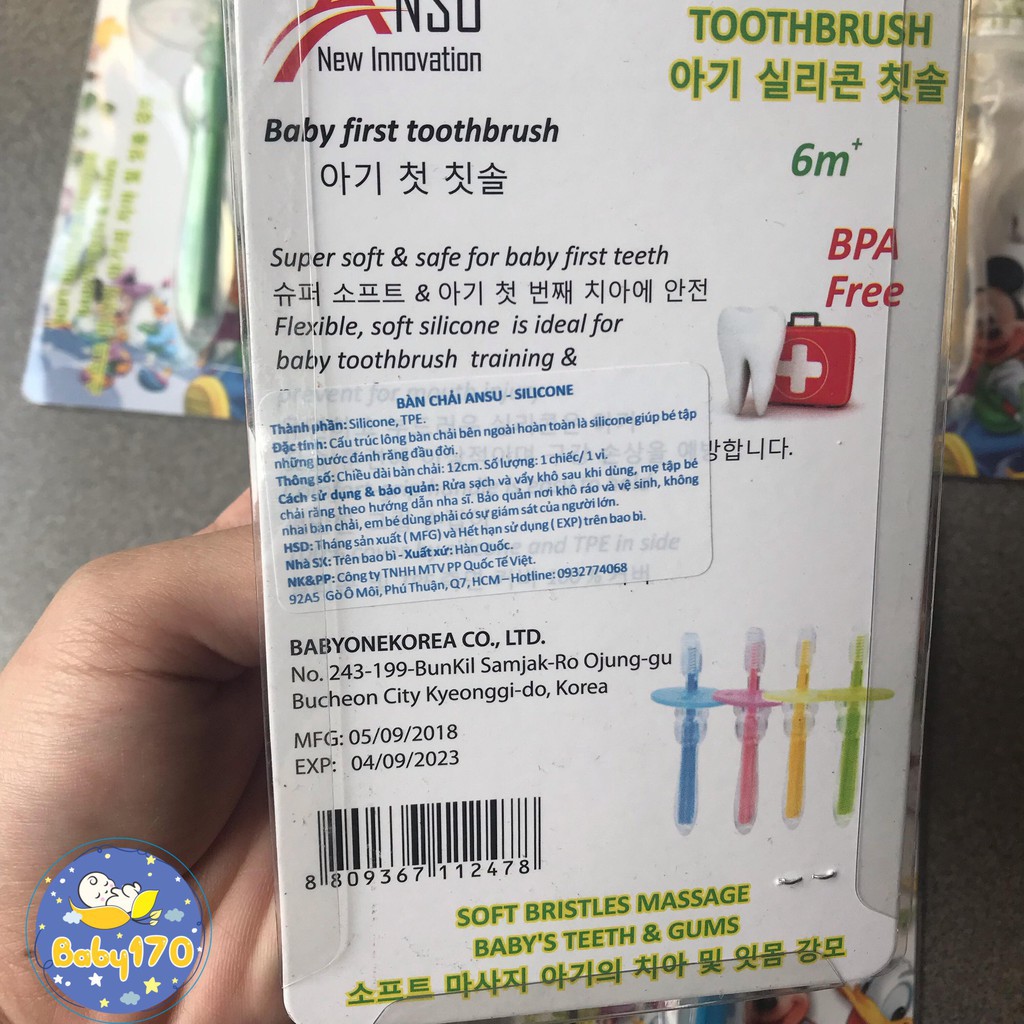 ANSU
New Innovation
TOOTHBRUSH
아기 실리콘 칫솔
Baby first toothbrush
아기 첫 칫솔
6m+
BPA
Free
Super soft & safe for baby first teeth
슈퍼 소프트 & 아기 첫 번째 치아에 안전
Flexible, soft silicone is ideal for
baby toothbrush training &
prevent for mouth
방합니다.
BÀN CHẢI ANSU - SILICONE
Thành phần: Silicone, TPE.
Đặc tính: Cấu trúc lông bàn chải bên ngoài hoàn toàn là silicone giúp bé tập
những bước đánh răng đầu đời.
Thông số: Chiều dài bàn chải: 12cm. Số lượng: 1 chiếc/ 1 vỉ.
Cách sử dụng & bảo quản: Rửa sạch và vẩy khô sau khi dùng, mẹ tập bé
chải răng theo hướng dẫn nha sĩ. Bảo quản nơi khô ráo và vệ sinh, không
nhai bàn chải, em bé dùng phải có sự giám sát của người lớn.
HSD: Tháng sản xuất ( MFG) và Hết hạn sử dụng ( EXP) trên bao bì.
Nhà SX: Trên bao bì - Xuất xứ: Hàn Quốc.
NK&PP: Công ty TNHH MTV PP Quốc Tế Việt.
92A5 Gò Ô Môi, Phú Thuận, Q7, HCM – Hotline: 0932774068
and TPE in side
BABYONEKOREA CO., LTD.
No. 243-199-BunKil Samjak-Ro Ojung-gu
Bucheon City Kyeonggi-do, Korea
MFG: 05/09/2018
EXP: 04/09/2023
8 809367 112478
SOFT BRISTLES MASSAGE
BABY'S TEETH & GUMS
소프트 마사지 아기의 치아 및 잇몸 강모
Baby170